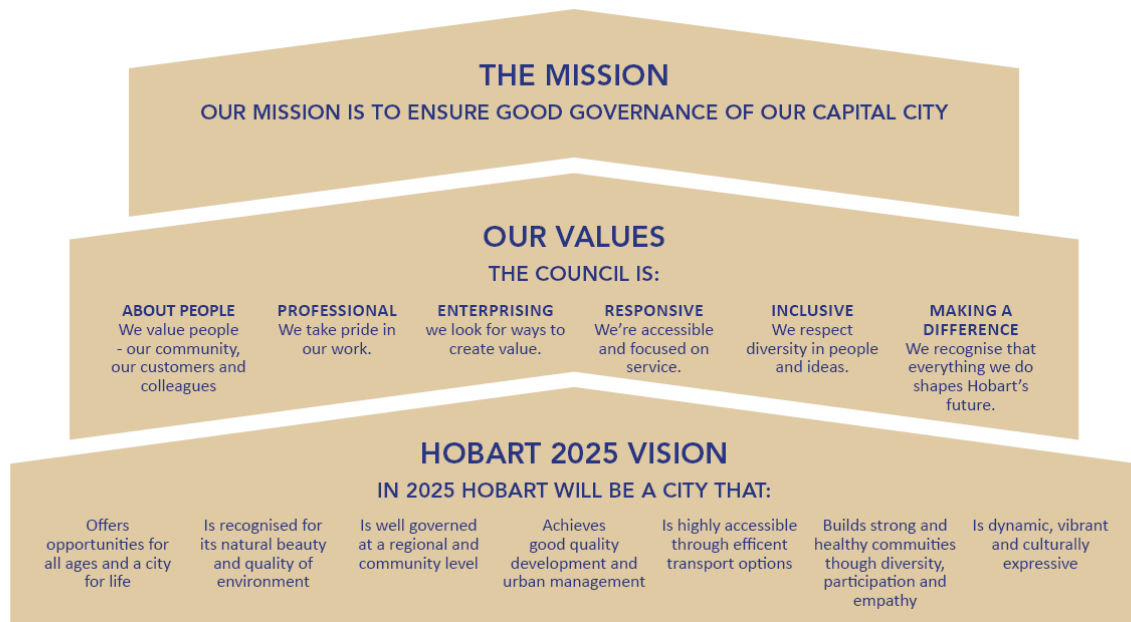 THE MISSION
OUR MISSION IS TO ENSURE GOOD GOVERNANCE OF OUR CAPITAL CITY
OUR VALUES
THE COUNCIL IS:
ABOUT PEOPLE
We value people
- our community,
our customers and
colleagues
PROFESSIONAL
We take pride in
our work.
ENTERPRISING
we look for ways to
create value.
RESPONSIVE
We’re accessible
and focused on
service.
INCLUSIVE
We respect
diversity in people
and ideas.
MAKING A
DIFFERENCE
We recognise that
everything we do
shapes Hobart’s
future.
HOBART 2025 VISION
IN 2025 HOBART WILL BE A CITY THAT:
Offers
opportunities for
all ages and a city
for life
Is recognised for
its natural beauty
and quality of
environment
Is well governed
at a regional and
community level
Achieves
good quality
development and
urban management
Is highly accessible
through efficent
transport options
Builds strong and
healthy commuities
though diversity,
participation and
empathy
Is dynamic, vibrant
and culturally
expressive